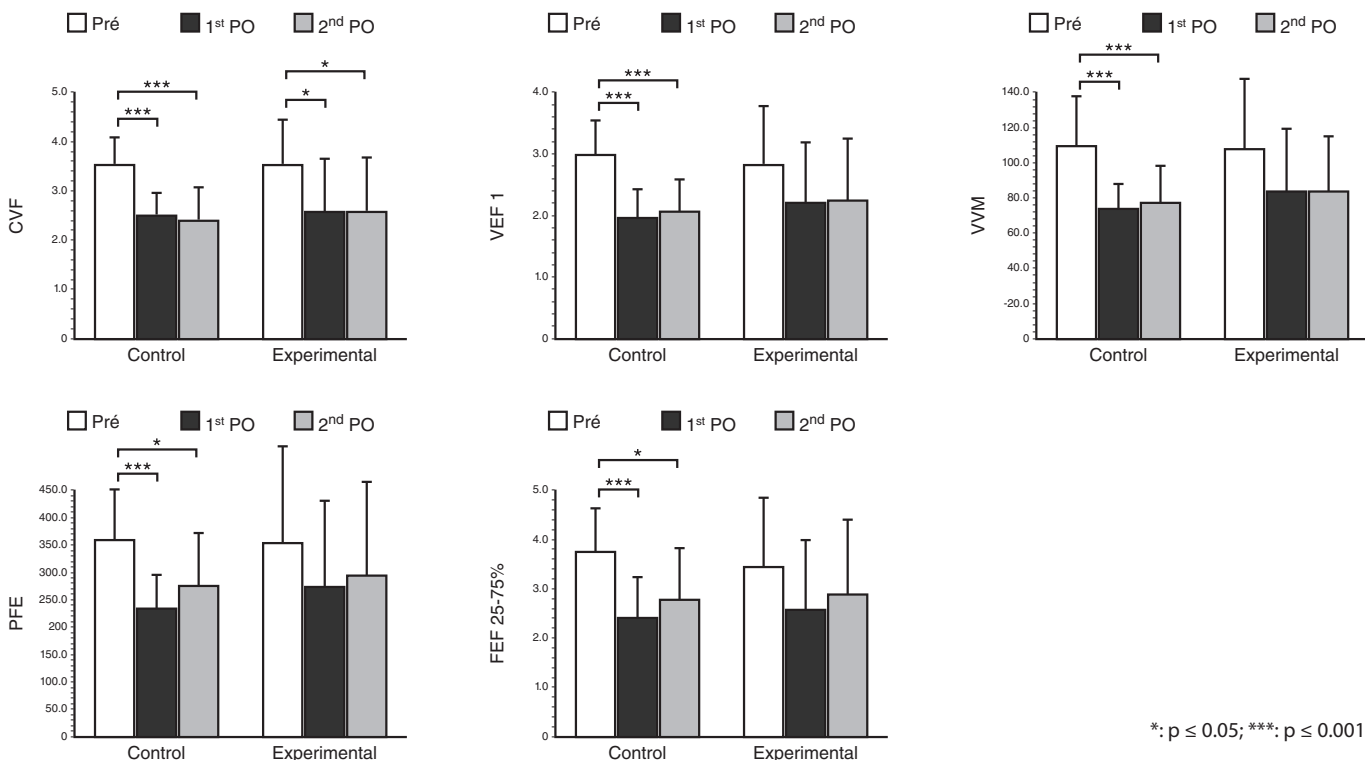 Pré 1st PO 2nd PO
*** ***
* *
5.0
4.0
3.0
2.0
1.0
0
CVF
Control Experimental
Pré 1st PO 2nd PO
***
***
4.0
3.0
2.0
1.0
0
VEF 1
Control Experimental
Pré 1st PO 2nd PO
***
***
140.0
120.0
100.0
80.0
60.0
40.0
-20.0
0
VVM
Control Experimental
Pré 1st PO 2nd PO
*
***
450.0
400.0
350.0
300.0
250.0
200.0
150.0
100.0
50.0
0
PFE
Control Experimental
Pré 1st PO 2nd PO
*
***
5.0
4.0
3.0
2.0
1.0
0
FEF 25-75%
Control Experimental
*: p ≤ 0.05; ***: p ≤ 0.001